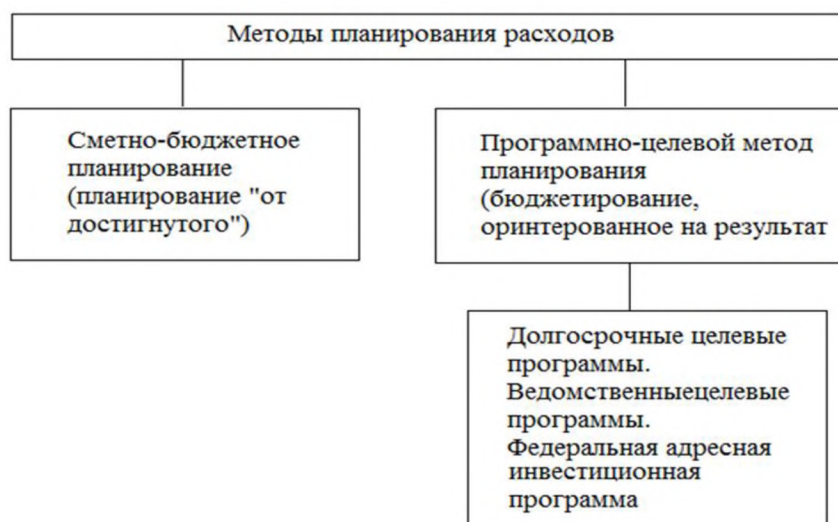 Методы планирования расходов
Сметно-бюджетное
планирование
(планирование "от
достигнутого")
Программно-целевой метод
планирования
(бюджетирование,
оринтерованное на результат
Долгосрочные целевые
программы.
Ведомственныецелевые
программы.
Федеральная адресная
инвестиционная
программа